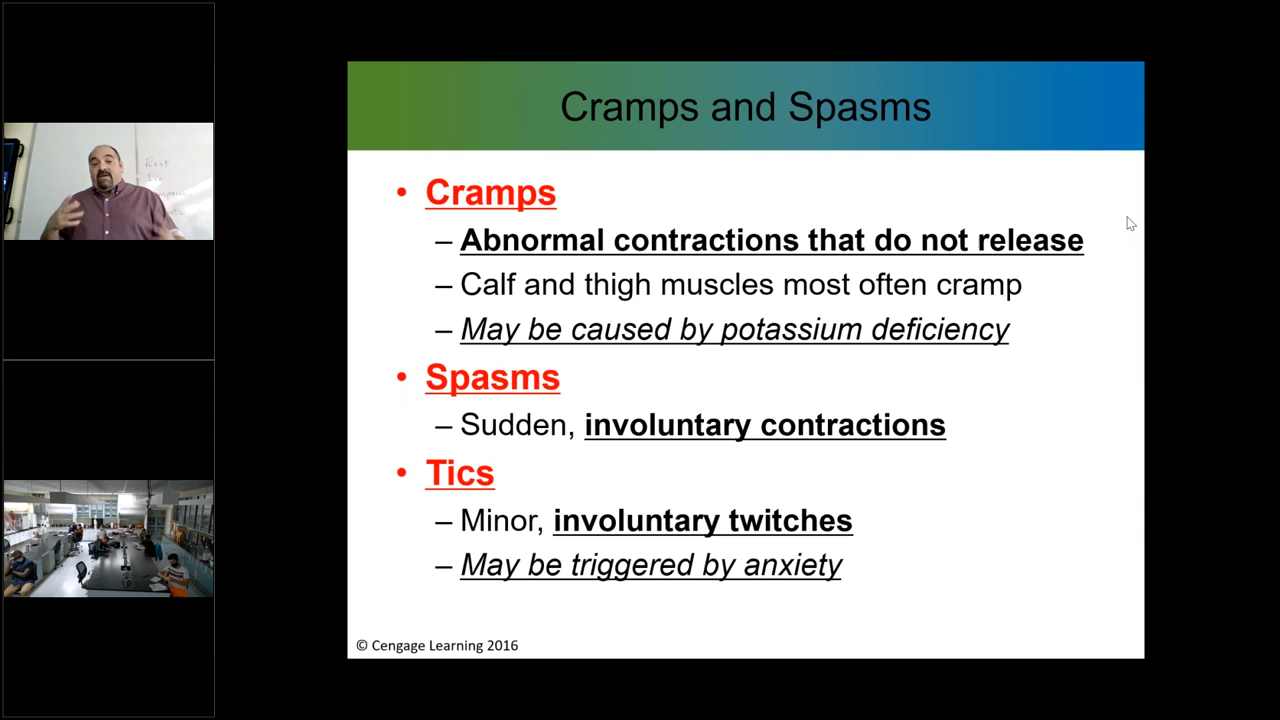 Cramps and Spasms
• Cramps
– Abnormal contractions that do not release
– Calf and thigh muscles most often cramp
– May be caused by potassium deficiency
• Spasms
– Sudden, involuntary contractions
• Tics
– Minor, involuntary twitches
– May be triggered by anxiety
© Cengage Learning 2016
Rest